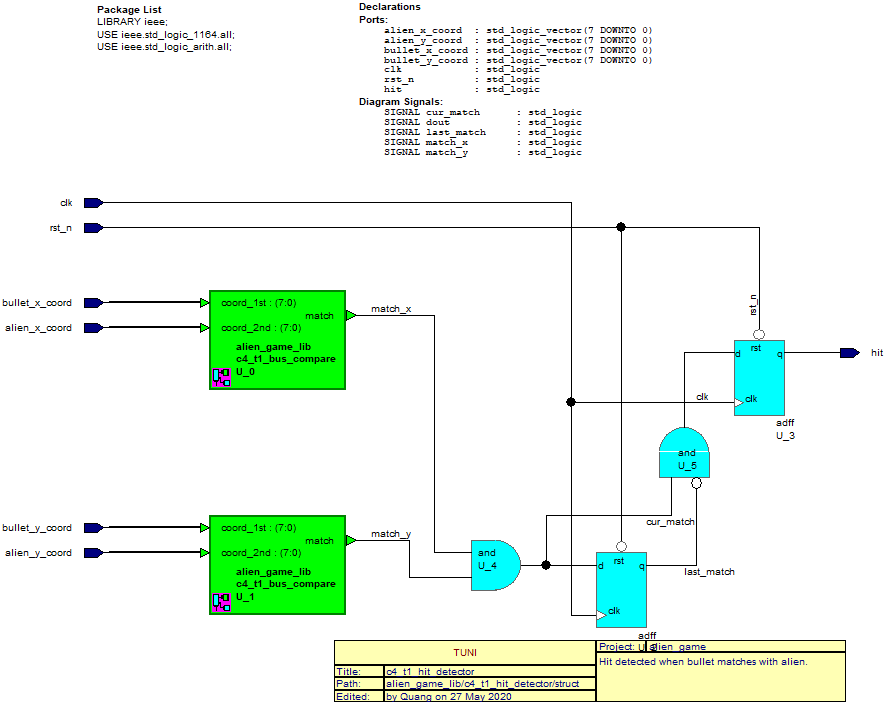 Package List
LIBRARY ieee;
USE ieee.std_logic_1164.all;
USE ieee.std_logic_arith.all;
Declarations
Ports:
alien_x_coord : std_logic_vector(7 DOWNTO 0)
alien_y_coord : std_logic_vector(7 DOWNTO 0)
bullet_x_coord : std_logic_vector(7 DOWNTO 0)
bullet_y_coord : std_logic_vector(7 DOWNTO 0)
clk : std_logic
rst_n : std_logic
hit : std_logic
Diagram Signals:
SIGNAL cur_match : std_logic
SIGNAL dout : std_logic
SIGNAL last_match : std_logic
SIGNAL match_x : std_logic
SIGNAL match_y : std_logic
clk
rst_n
bullet_x_coord
alien_x_coord
coord_1st : (7:0)
match
coord_2nd : (7:0)
alien_game_lib
c4_t1_bus_compare
U_0
match_x
rst_n
rst
d
q
clk
clk
adff
U_3
hit
and
U_5
cur_match
bullet_y_coord
alien_y_coord
coord_1st : (7:0)
match
coord_2nd : (7:0)
alien_game_lib
c4_t1_bus_compare
U_1
match_y
and
U_4
rst
d
q
clk
last_match
adff
TUNI
Project: alien_game
Hit detected when bullet matches with alien.
Title: c4_t1_hit_detector
Path: alien_game_lib/c4_t1_hit_detector/struct
Edited: by Quang on 27 May 2020